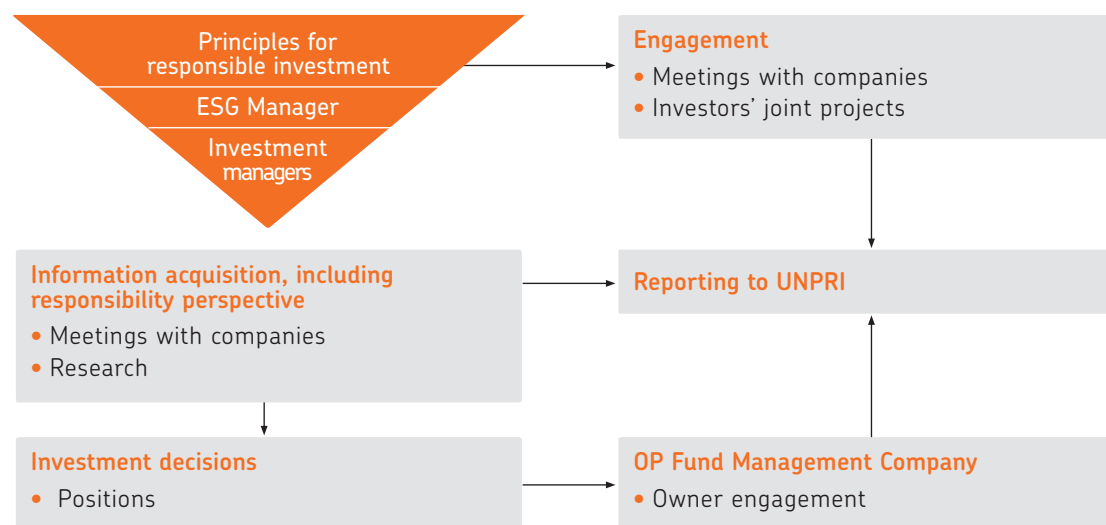 Principles for
responsible investment
ESG Manager
Investment
managers
Engagement
• Meetings with companies
• Investors’ joint projects
Information acquisition, including
responsibility perspective
• Meetings with companies
• Research
Reporting to UNPRI
Investment decisions
• Positions
OP Fund Management Company
• Owner engagement